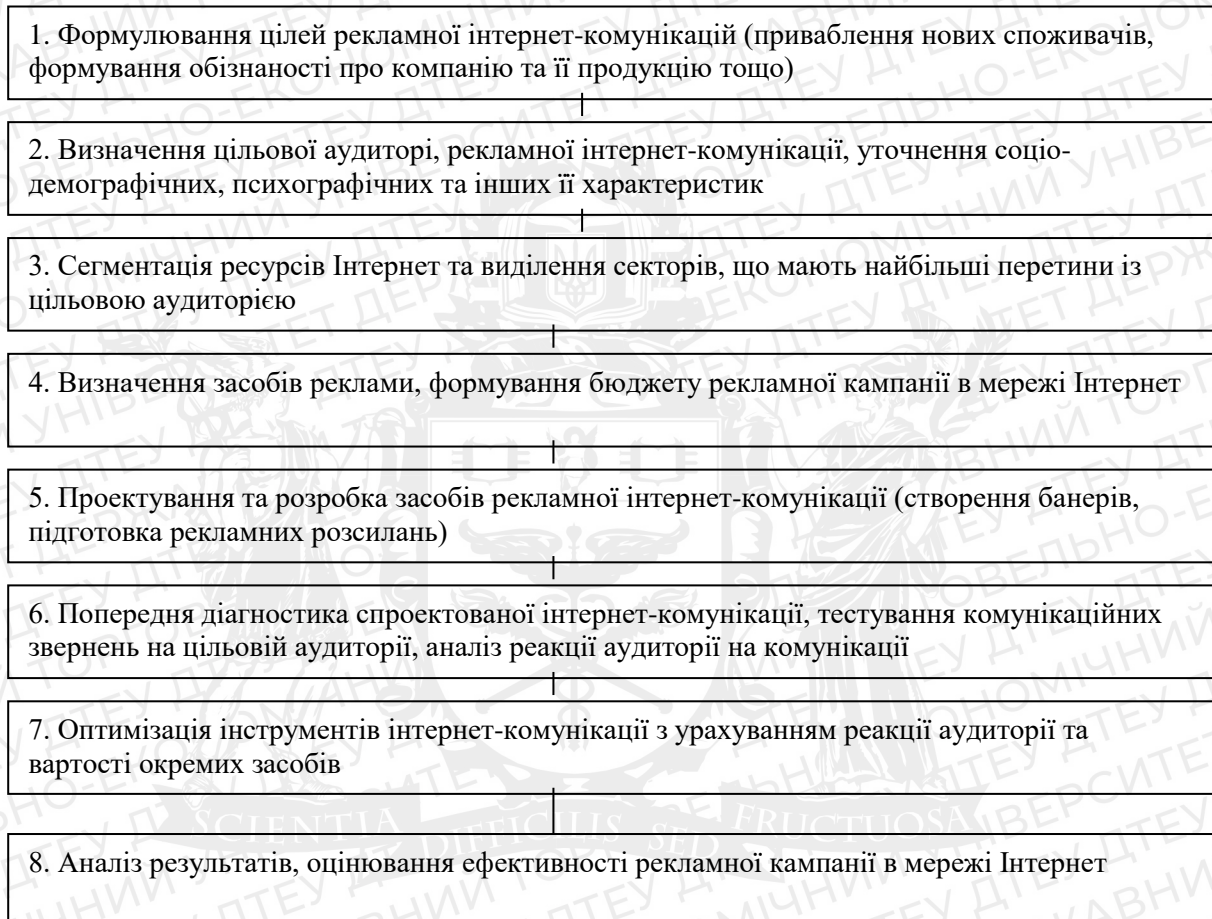 1. Формулювання цілей рекламної інтернет-комунікацій (приваблення нових споживачів,
формування обізнаності про компанію та її продукцію тощо)
2. Визначення цільової аудиторі, рекламної інтернет-комунікації, уточнення соціо-
демографічних, психографічних та інших її характеристик
3. Сегментація ресурсів Інтернет та виділення секторів, що мають найбільші перетини із
цільовою аудиторією
4. Визначення засобів реклами, формування бюджету рекламної кампанії в мережі Інтернет
5. Проектування та розробка засобів рекламної інтернет-комунікації (створення банерів,
підготовка рекламних розсилань)
6. Попередня діагностика спроектованої інтернет-комунікації, тестування комунікаційних
звернень на цільовій аудиторії, аналіз реакції аудиторії на комунікації
7. Оптимізація інструментів інтернет-комунікації з урахуванням реакції аудиторії та
вартості окремих засобів
SCIENTIA DIFFICILIS SED FRUCTUOSA
8. Аналіз результатів, оцінювання ефективності рекламної кампанії в мережі Інтернет